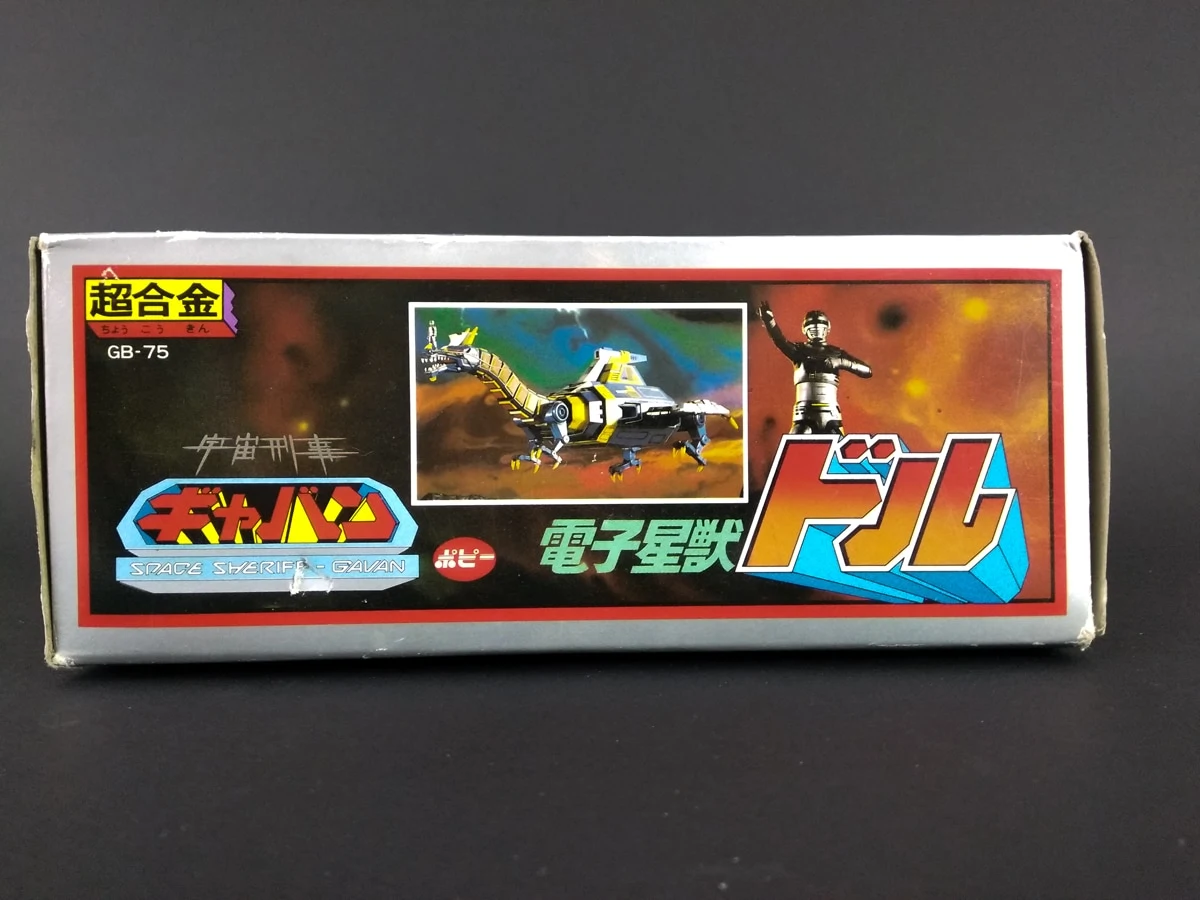 超合金
ちょう ごう きん
GB-75
宇宙刑事
ギャバン
SPACE SHERIFF - GAVAN
ポピー
電子星獣
ドル